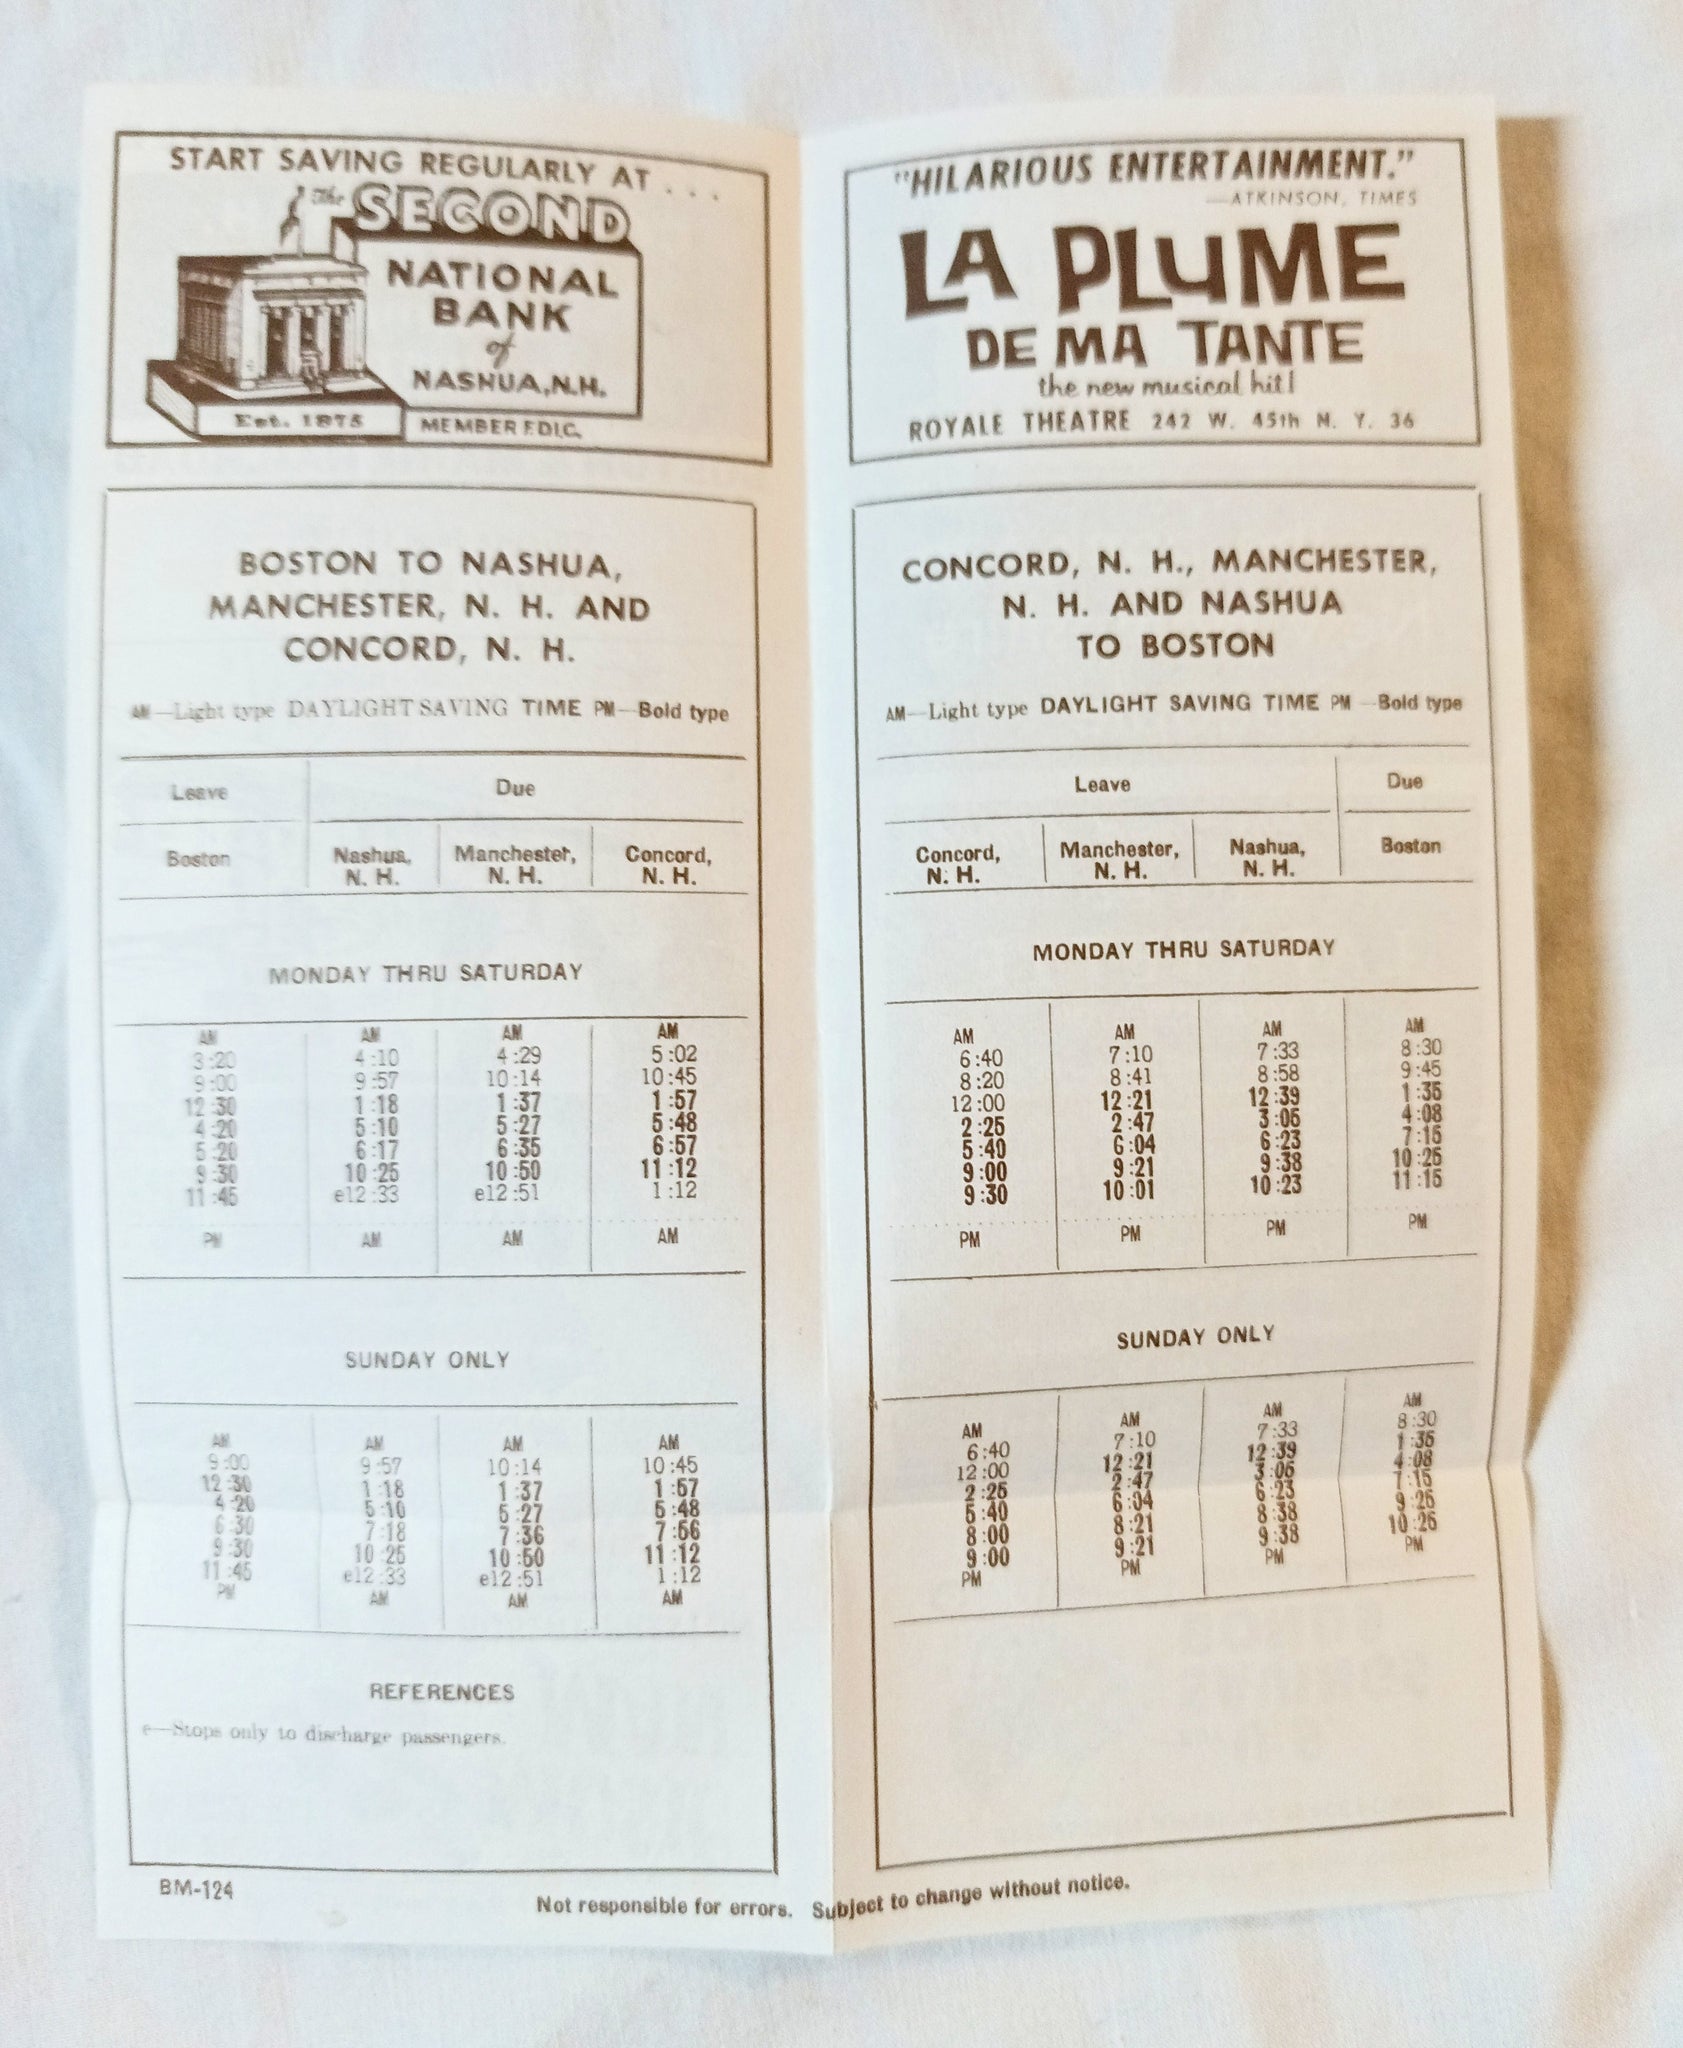 START SAVING REGULARLY AT . . .
The SECOND
NATIONAL
BANK
of
NASHUA, N.H.
Est. 1875
MEMBER F.D.I.C.
BOSTON TO NASHUA,
MANCHESTER, N. H. AND
CONCORD, N. H.
AM—Light type DAYLIGHT SAVING TIME PM—Bold type
Leave Due
Boston Nashua, N. H. Manchester, N. H. Concord, N. H.
MONDAY THRU SATURDAY
AM AM AM AM
3:20 4:10 4:29 5:02
9:00 9:57 10:14 10:45
12:30 1:18 1:37 1:57
4:20 5:10 5:27 5:48
5:20 6:17 6:35 6:57
9:30 10:25 10:50 11:12
11:45 e12:33 e12:51 1:12
PM AM AM AM
SUNDAY ONLY
AM AM AM AM
9:00 9:57 10:14 10:45
12:30 1:18 1:37 1:57
4:20 5:10 5:27 5:48
6:30 7:18 7:36 7:56
9:30 10:25 10:50 11:12
11:45 e12:33 e12:51 1:12
PM AM AM AM
REFERENCES
e—Stops only to discharge passengers.
BM-124
"HILARIOUS ENTERTAINMENT."
—ATKINSON, TIMES
LA PLUME
DE MA TANTE
the new musical hit!
ROYALE THEATRE 242 W. 45th N. Y. 36
CONCORD, N. H., MANCHESTER,
N. H. AND NASHUA
TO BOSTON
AM—Light type DAYLIGHT SAVING TIME PM—Bold type
Leave Due
Concord, N. H. Manchester, N. H. Nashua, N. H. Boston
MONDAY THRU SATURDAY
AM AM AM AM
6:40 7:10 7:33 8:30
8:20 8:41 8:58 9:45
12:00 12:21 12:39 1:35
2:25 2:47 3:05 4:08
5:40 6:04 6:23 7:15
9:00 9:21 9:38 10:25
9:30 10:01 10:23 11:15
PM PM PM PM
SUNDAY ONLY
AM AM AM AM
6:40 7:10 7:33 8:30
12:00 12:21 12:39 1:35
2:25 2:47 3:05 4:08
5:40 6:04 6:23 7:15
8:00 8:21 8:38 9:25
9:00 9:21 9:38 10:25
PM PM PM PM
Not responsible for errors. Subject to change without notice.